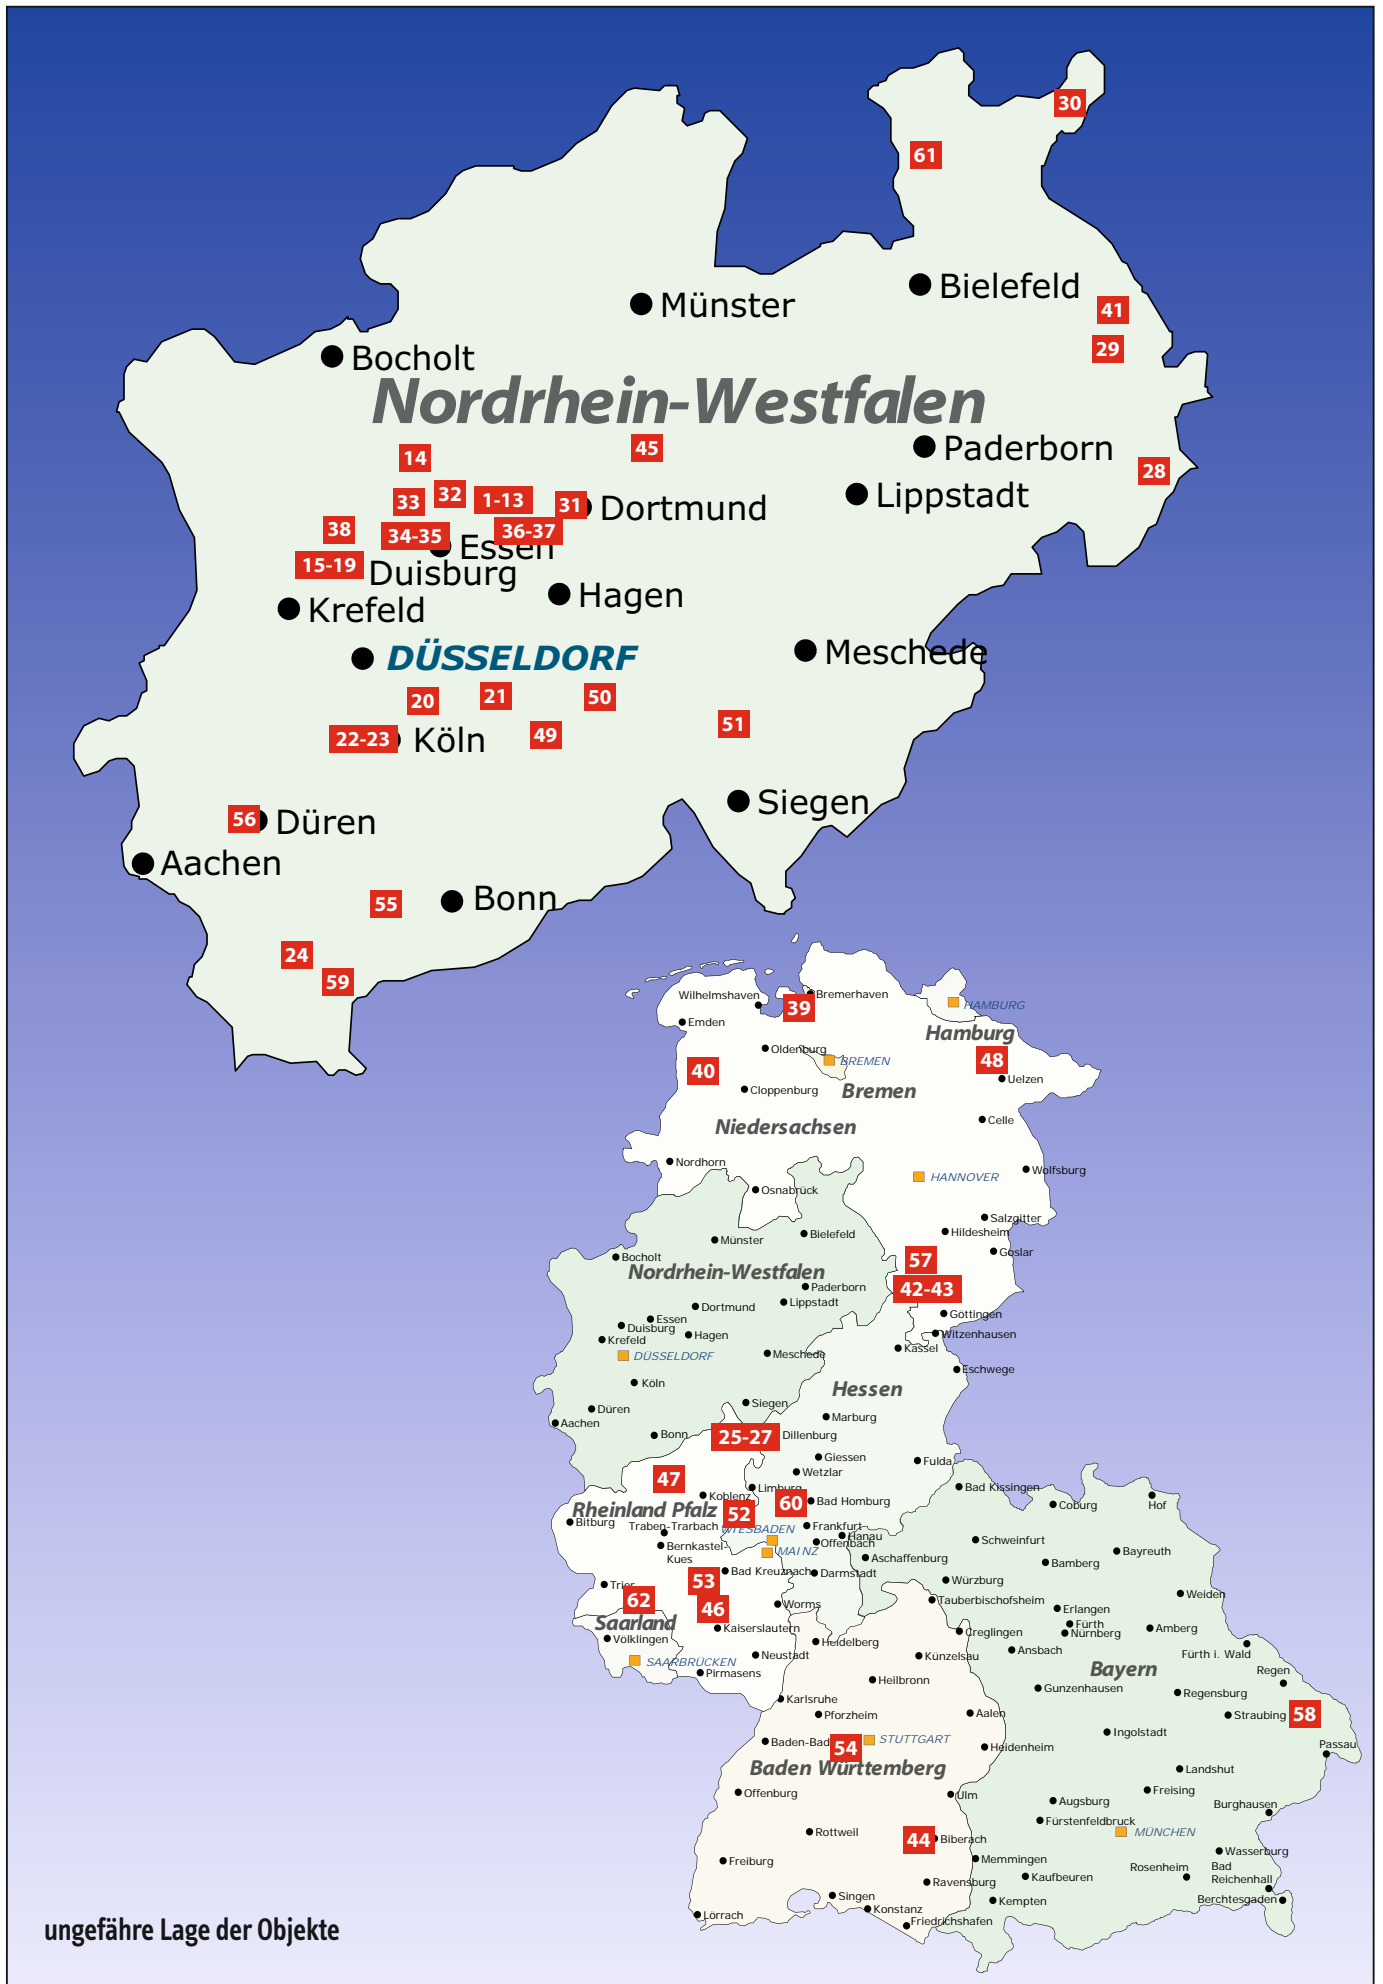 30
61
Bielefeld
Münster
41
29
Bocholt
Nordrhein-Westfalen
45
14
Paderborn
28
32
1-13
33
31
Dortmund
Lippstadt
38
34-35
36-37
Essen
15-19
Duisburg
Krefeld
Hagen
DÜSSELDORF
Meschede
20
21
50
51
22-23
Köln
49
Siegen
56
Düren
Aachen
55
Bonn
24
59
Wilhelmshaven
Bremerhaven
39
HAMBURG
Emden
Hamburg
Oldenburg
BREMEN
48
40
Uelzen
Cloppenburg
Bremen
Niedersachsen
Celle
Nordhorn
HANNOVER
Wolfsburg
Osnabrück
Salzgitter
Münster
Bielefeld
Hildesheim
Goslar
Bocholt
57
Nordrhein-Westfalen
Paderborn
42-43
Lippstadt
Dortmund
Göttingen
Essen
Duisburg
Hagen
Witzenhausen
Krefeld
Kassel
DÜSSELDORF
Meschede
Eschwege
Köln
Hessen
Siegen
Düren
Marburg
Aachen
Bonn
25-27
Dillenburg
Giessen
Fulda
Wetzlar
47
Limburg
Bad Kissingen
Koblenz
60
Bad Homburg
Coburg
Hof
Rheinland Pfalz
52
Bitburg
Traben-Trarbach
WIESBADEN
Frankfurt
Hanau
Offenbach
Schweinfurt
Bernkastel-
Kues
MAINZ
Aschaffenburg
Bamberg
Bayreuth
Bad Kreuznach
Darmstadt
Trier
53
Würzburg
Weiden
62
46
Worms
Tauberbischofsheim
Erlangen
Saarland
Kaiserslautern
Fürth
Nürnberg
Amberg
Völklingen
Heidelberg
Creglingen
Ansbach
Fürth i. Wald
SAARBRÜCKEN
Neustadt
Künzelsau
Bayern
Regen
Pirmasens
Heilbronn
Gunzenhausen
Regensburg
Karlsruhe
Pforzheim
Aalen
Straubing
58
Ingolstadt
Baden-Bad
54
STUTTGART
Heidenheim
Passau
Baden Württemberg
Landshut
Offenburg
Ulm
Freising
Augsburg
Burghausen
Fürstenfeldbruck
MÜNCHEN
Rottweil
44
Biberach
Wasserburg
Freiburg
Memmingen
Rosenheim
Bad
Reichenhall
Kaufbeuren
Ravensburg
Singen
Kempten
Berchtesgaden
Lörrach
Konstanz
Friedrichshafen
ungefähre Lage der Objekte